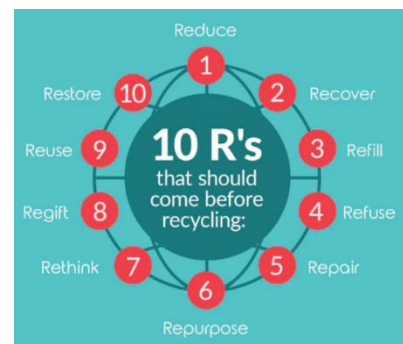 10 R's
that should
come before
recycling:
1 Reduce
2 Recover
3 Refill
4 Refuse
5 Repair
6 Repurpose
7 Rethink
8 Regift
9 Reuse
10 Restore